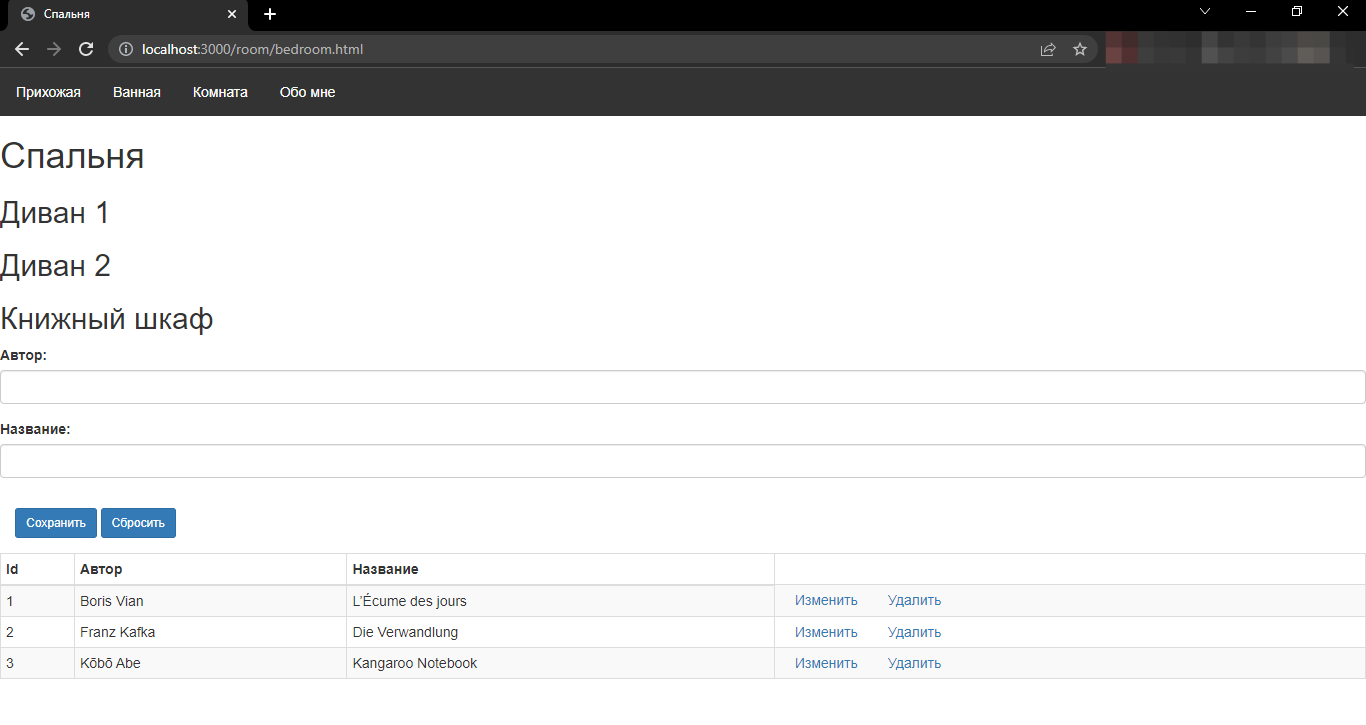 Спальня
localhost:3000/room/bedroom.html
Прихожая Ванная Комната Обо мне
Спальня
Диван 1
Диван 2
Книжный шкаф
Автор:
Название:
Сохранить Сбросить
Id Автор Название
1 Boris Vian L’Écume des jours Изменить Удалить
2 Franz Kafka Die Verwandlung Изменить Удалить
3 Kōbō Abe Kangaroo Notebook Изменить Удалить